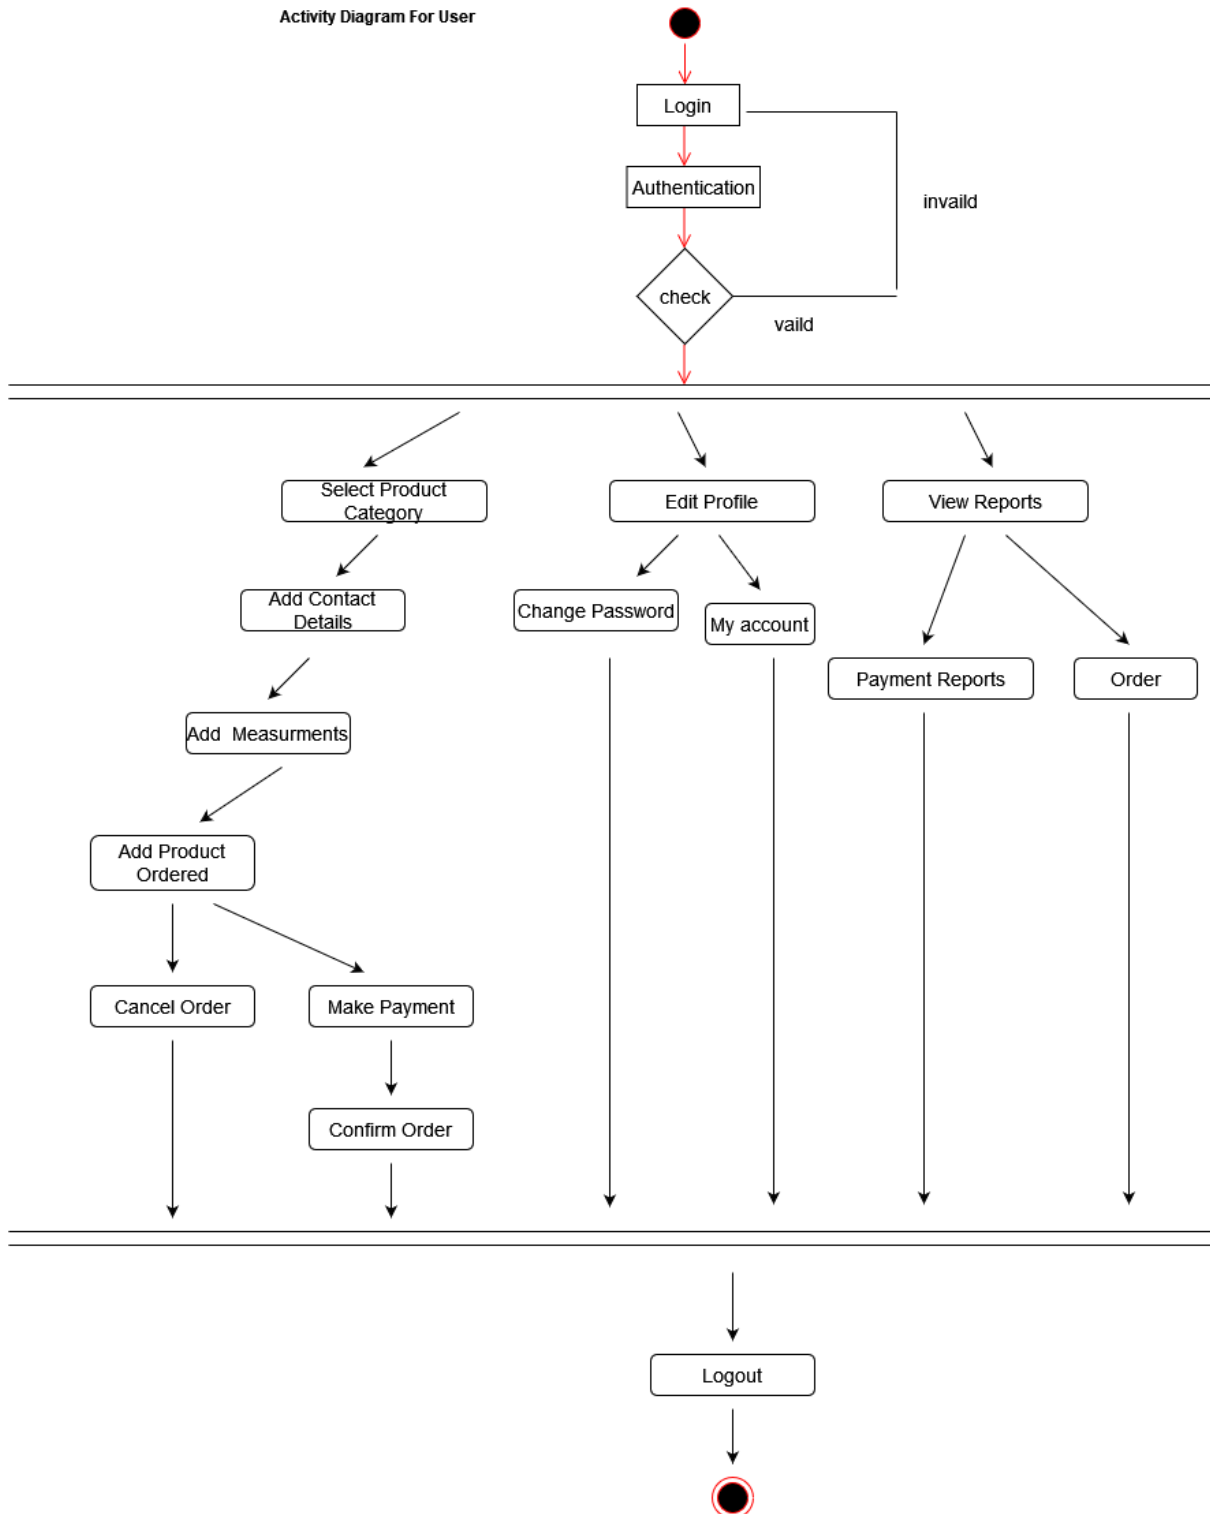 Activity Diagram For User
Login
Authentication
invaild
check
vaild
Select Product
Category
Edit Profile
View Reports
Add Contact
Details
Change Password
My account
Payment Reports
Order
Add  Measurments
Add Product
Ordered
Cancel Order
Make Payment
Confirm Order
Logout